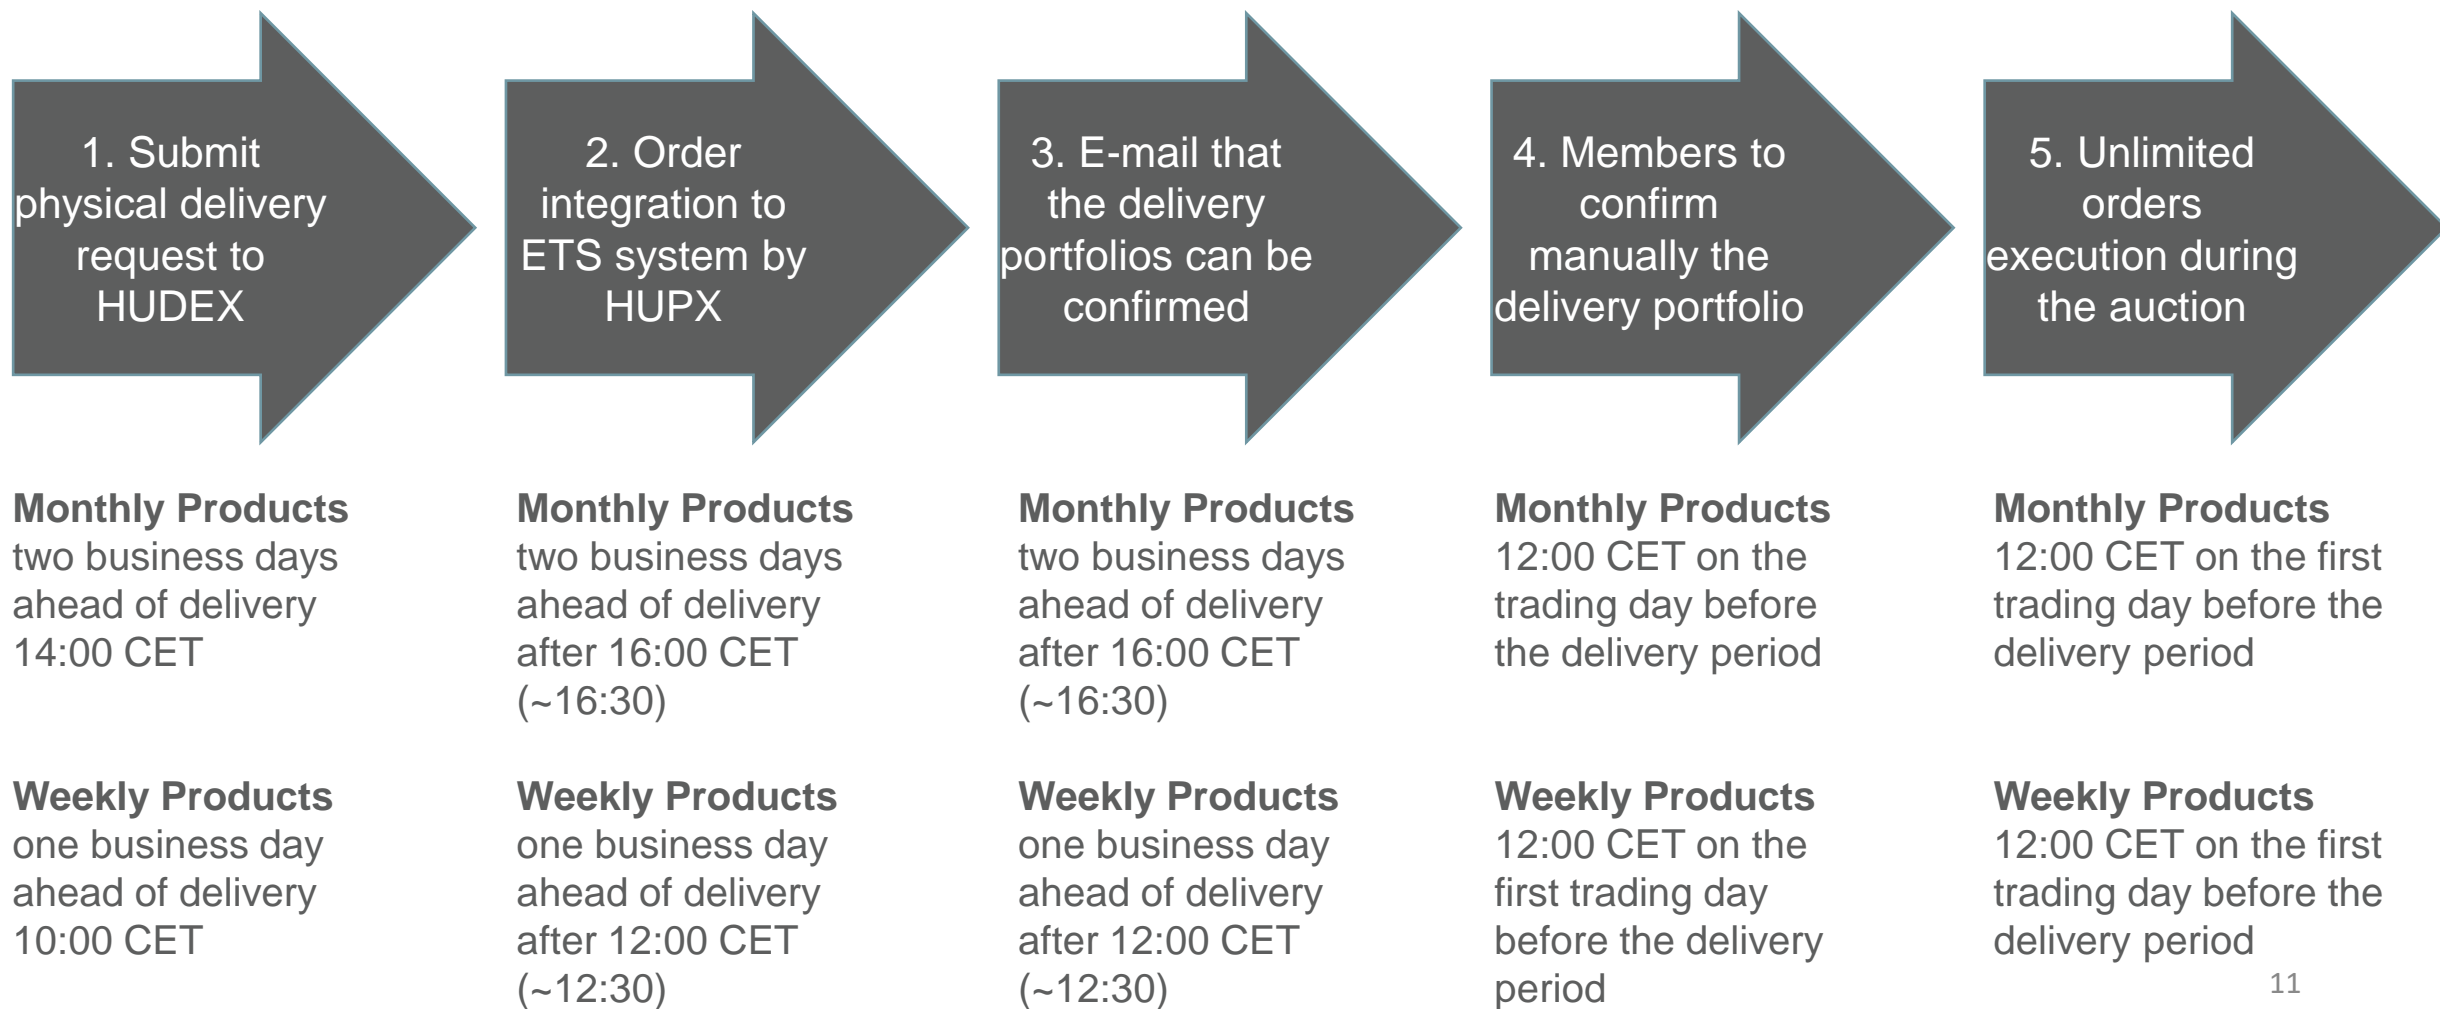 1. Submit
physical delivery
request to
HUDEX
2. Order
integration to
ETS system by
HUPX
3. E-mail that
the delivery
portfolios can be
confirmed
4. Members to
confirm
manually the
delivery portfolio
5. Unlimited
orders
execution during
the auction
Monthly Products
two business days
ahead of delivery
14:00 CET
Weekly Products
one business day
ahead of delivery
10:00 CET
Monthly Products
two business days
ahead of delivery
after 16:00 CET
(~16:30)
Weekly Products
one business day
ahead of delivery
after 12:00 CET
(~12:30)
Monthly Products
two business days
ahead of delivery
after 16:00 CET
(~16:30)
Weekly Products
one business day
ahead of delivery
after 12:00 CET
(~12:30)
Monthly Products
12:00 CET on the
trading day before
the delivery period
Weekly Products
12:00 CET on the
first trading day
before the delivery
period
Monthly Products
12:00 CET on the first
trading day before the
delivery period
Weekly Products
12:00 CET on the first
trading day before the
delivery period
11